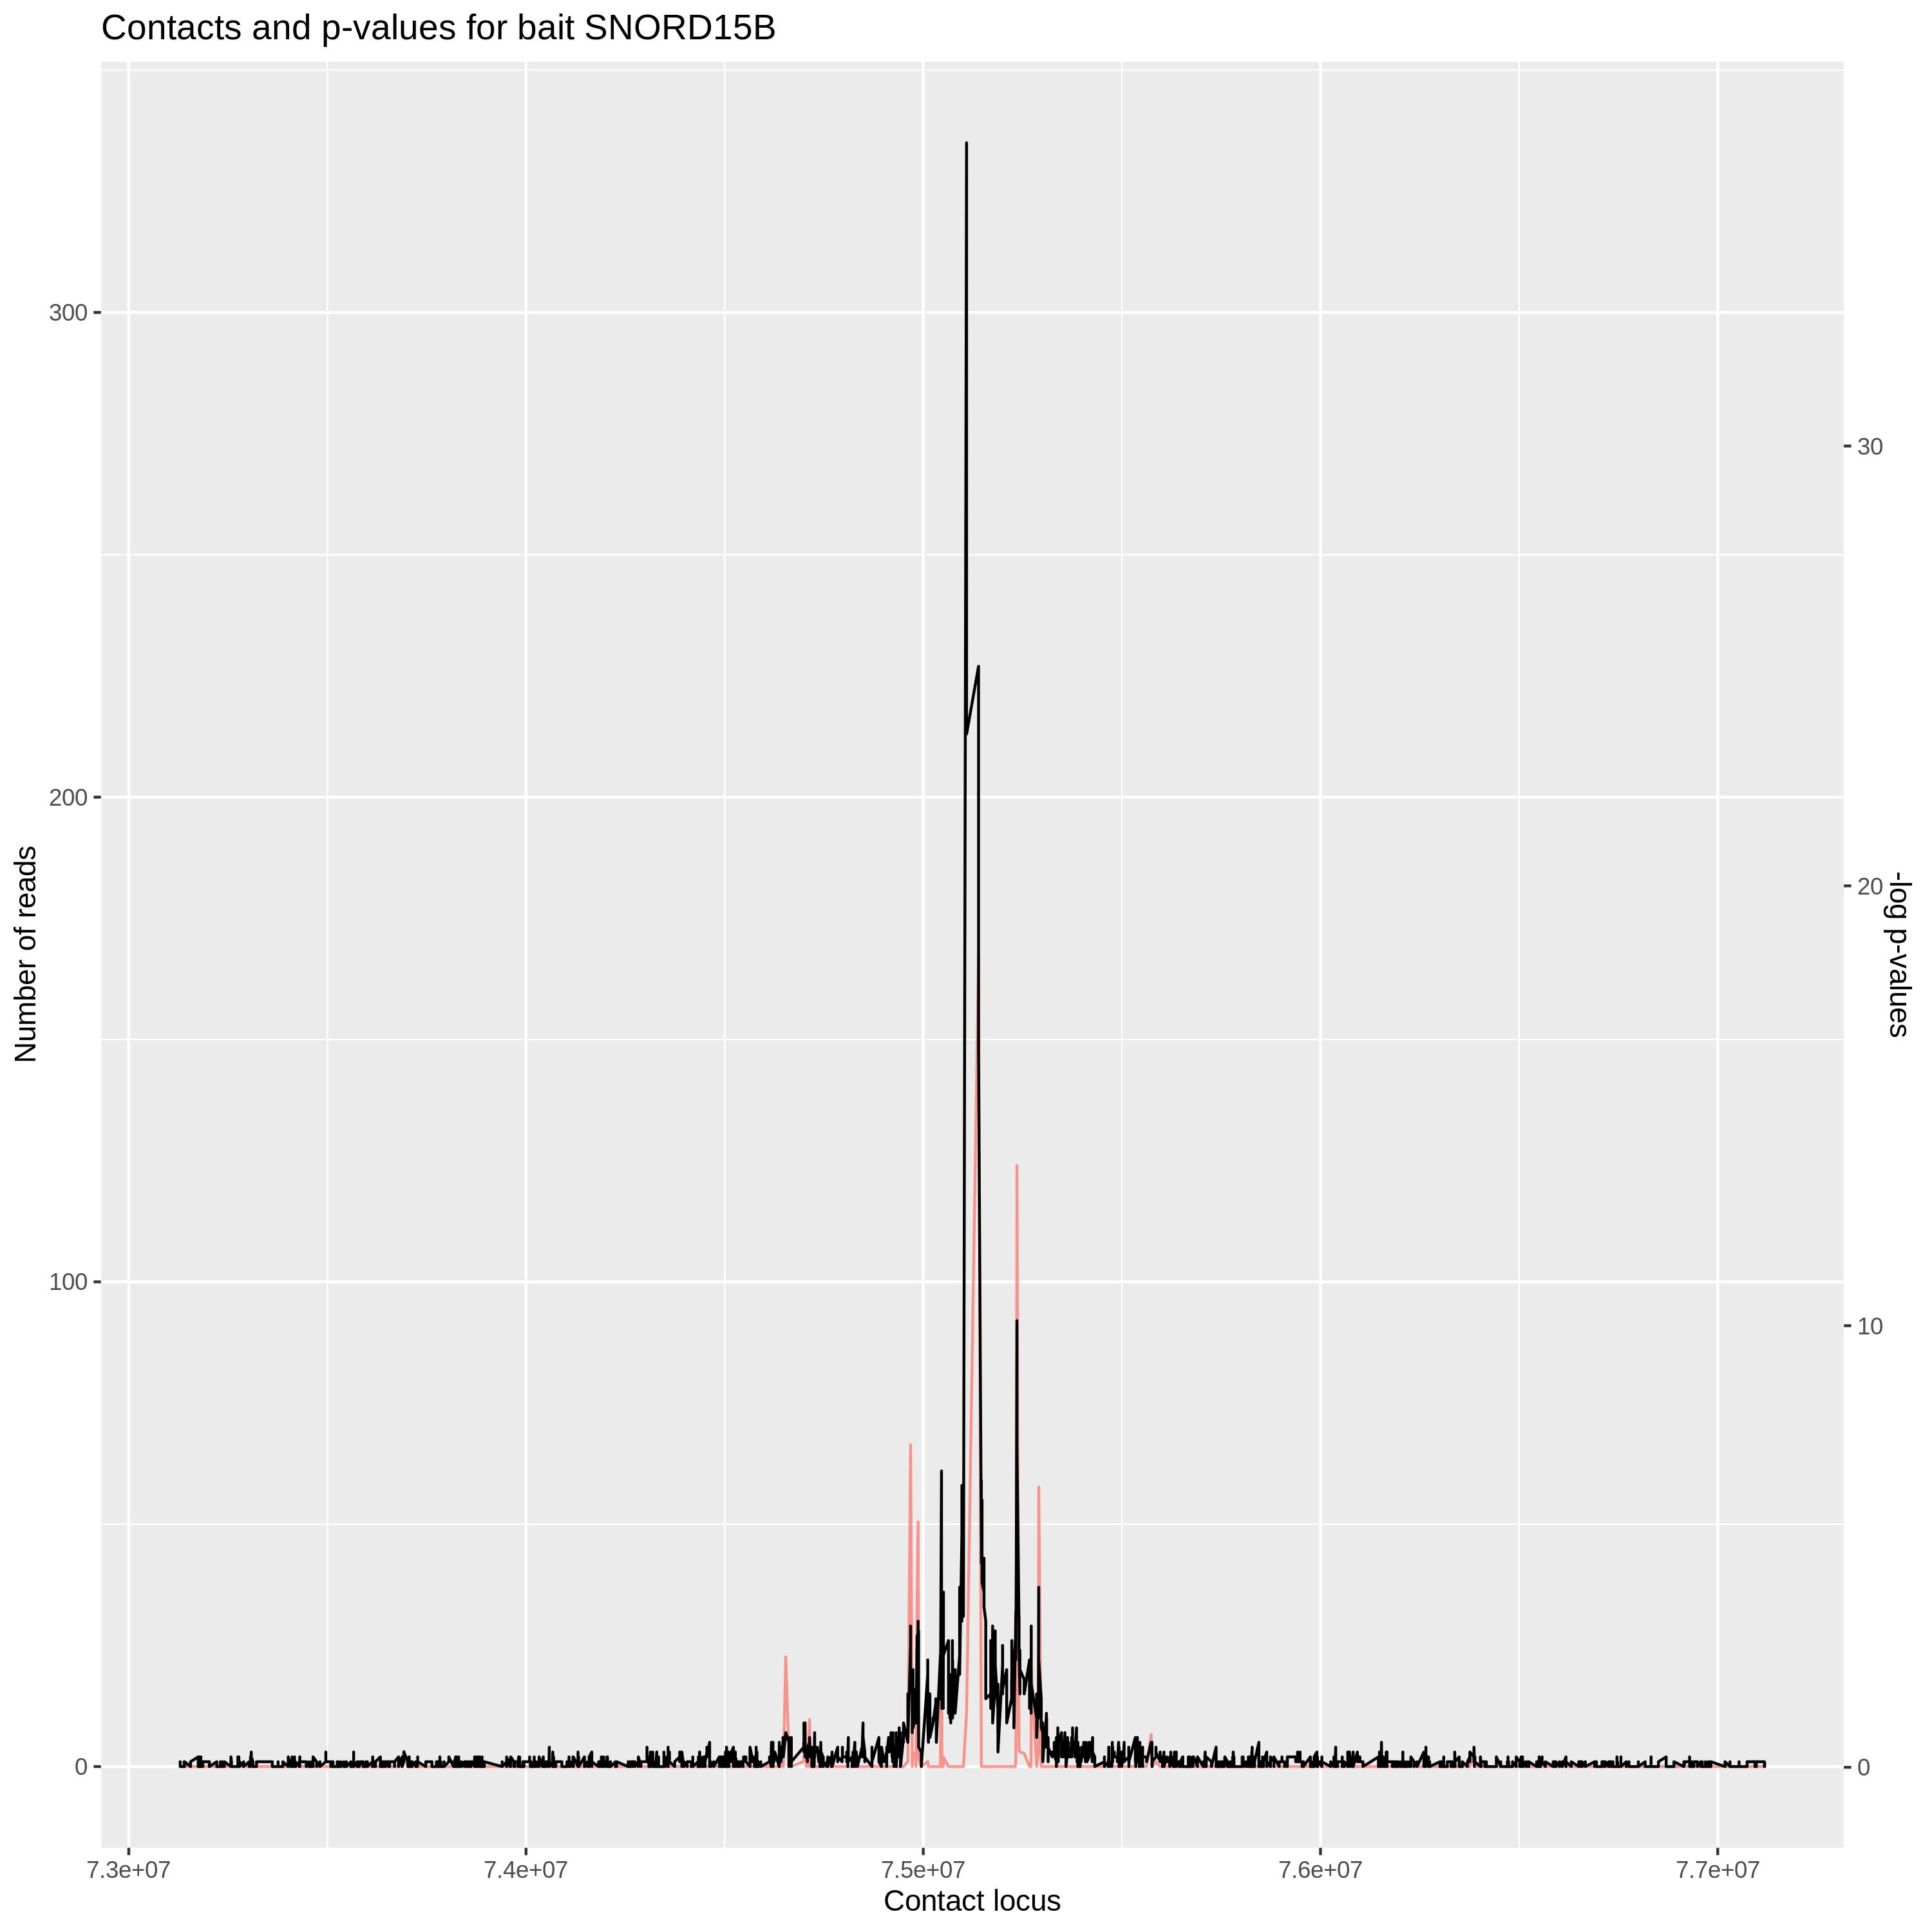 Contacts and p-values for bait SNORD15B
300
200
100
0
Number of reads
30
20
10
0
-log p-values
7.3e+07
7.4e+07
7.5e+07
7.6e+07
7.7e+07
Contact locus